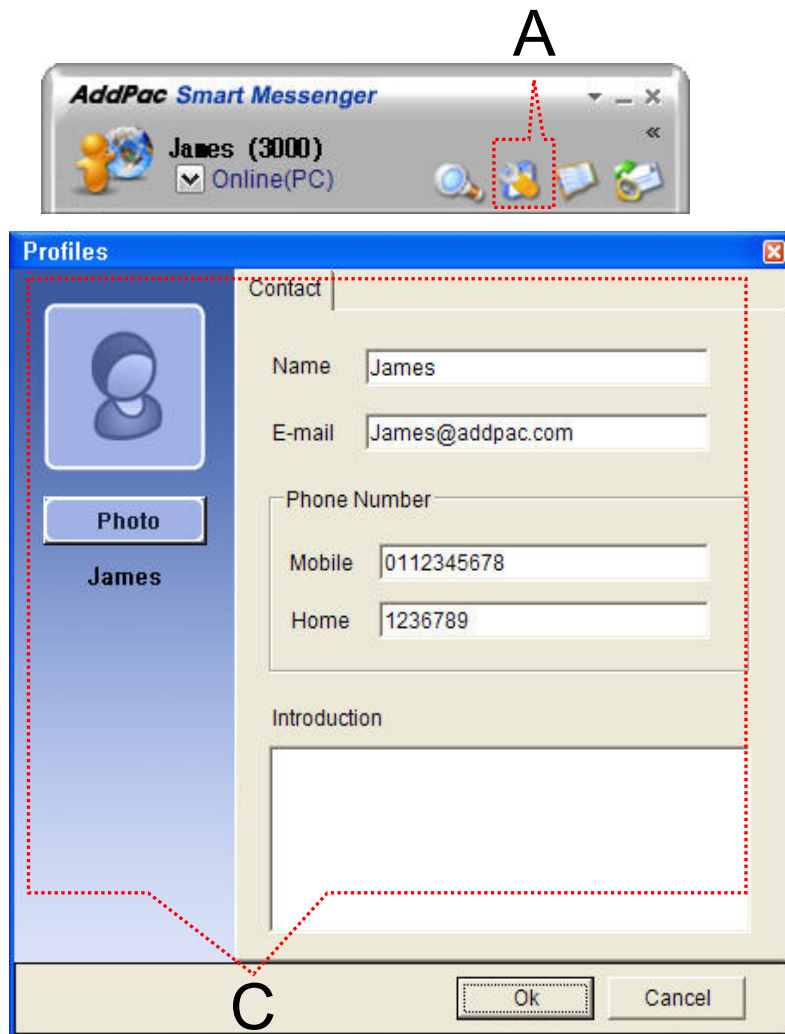 A
AddPac Smart Messenger
James (3000)
Online(PC)
Profiles
Contact
Name James
E-mail James@addpac.com
Phone Number
Photo
Mobile 0112345678
James
Home 1236789
Introduction
C
Ok Cancel